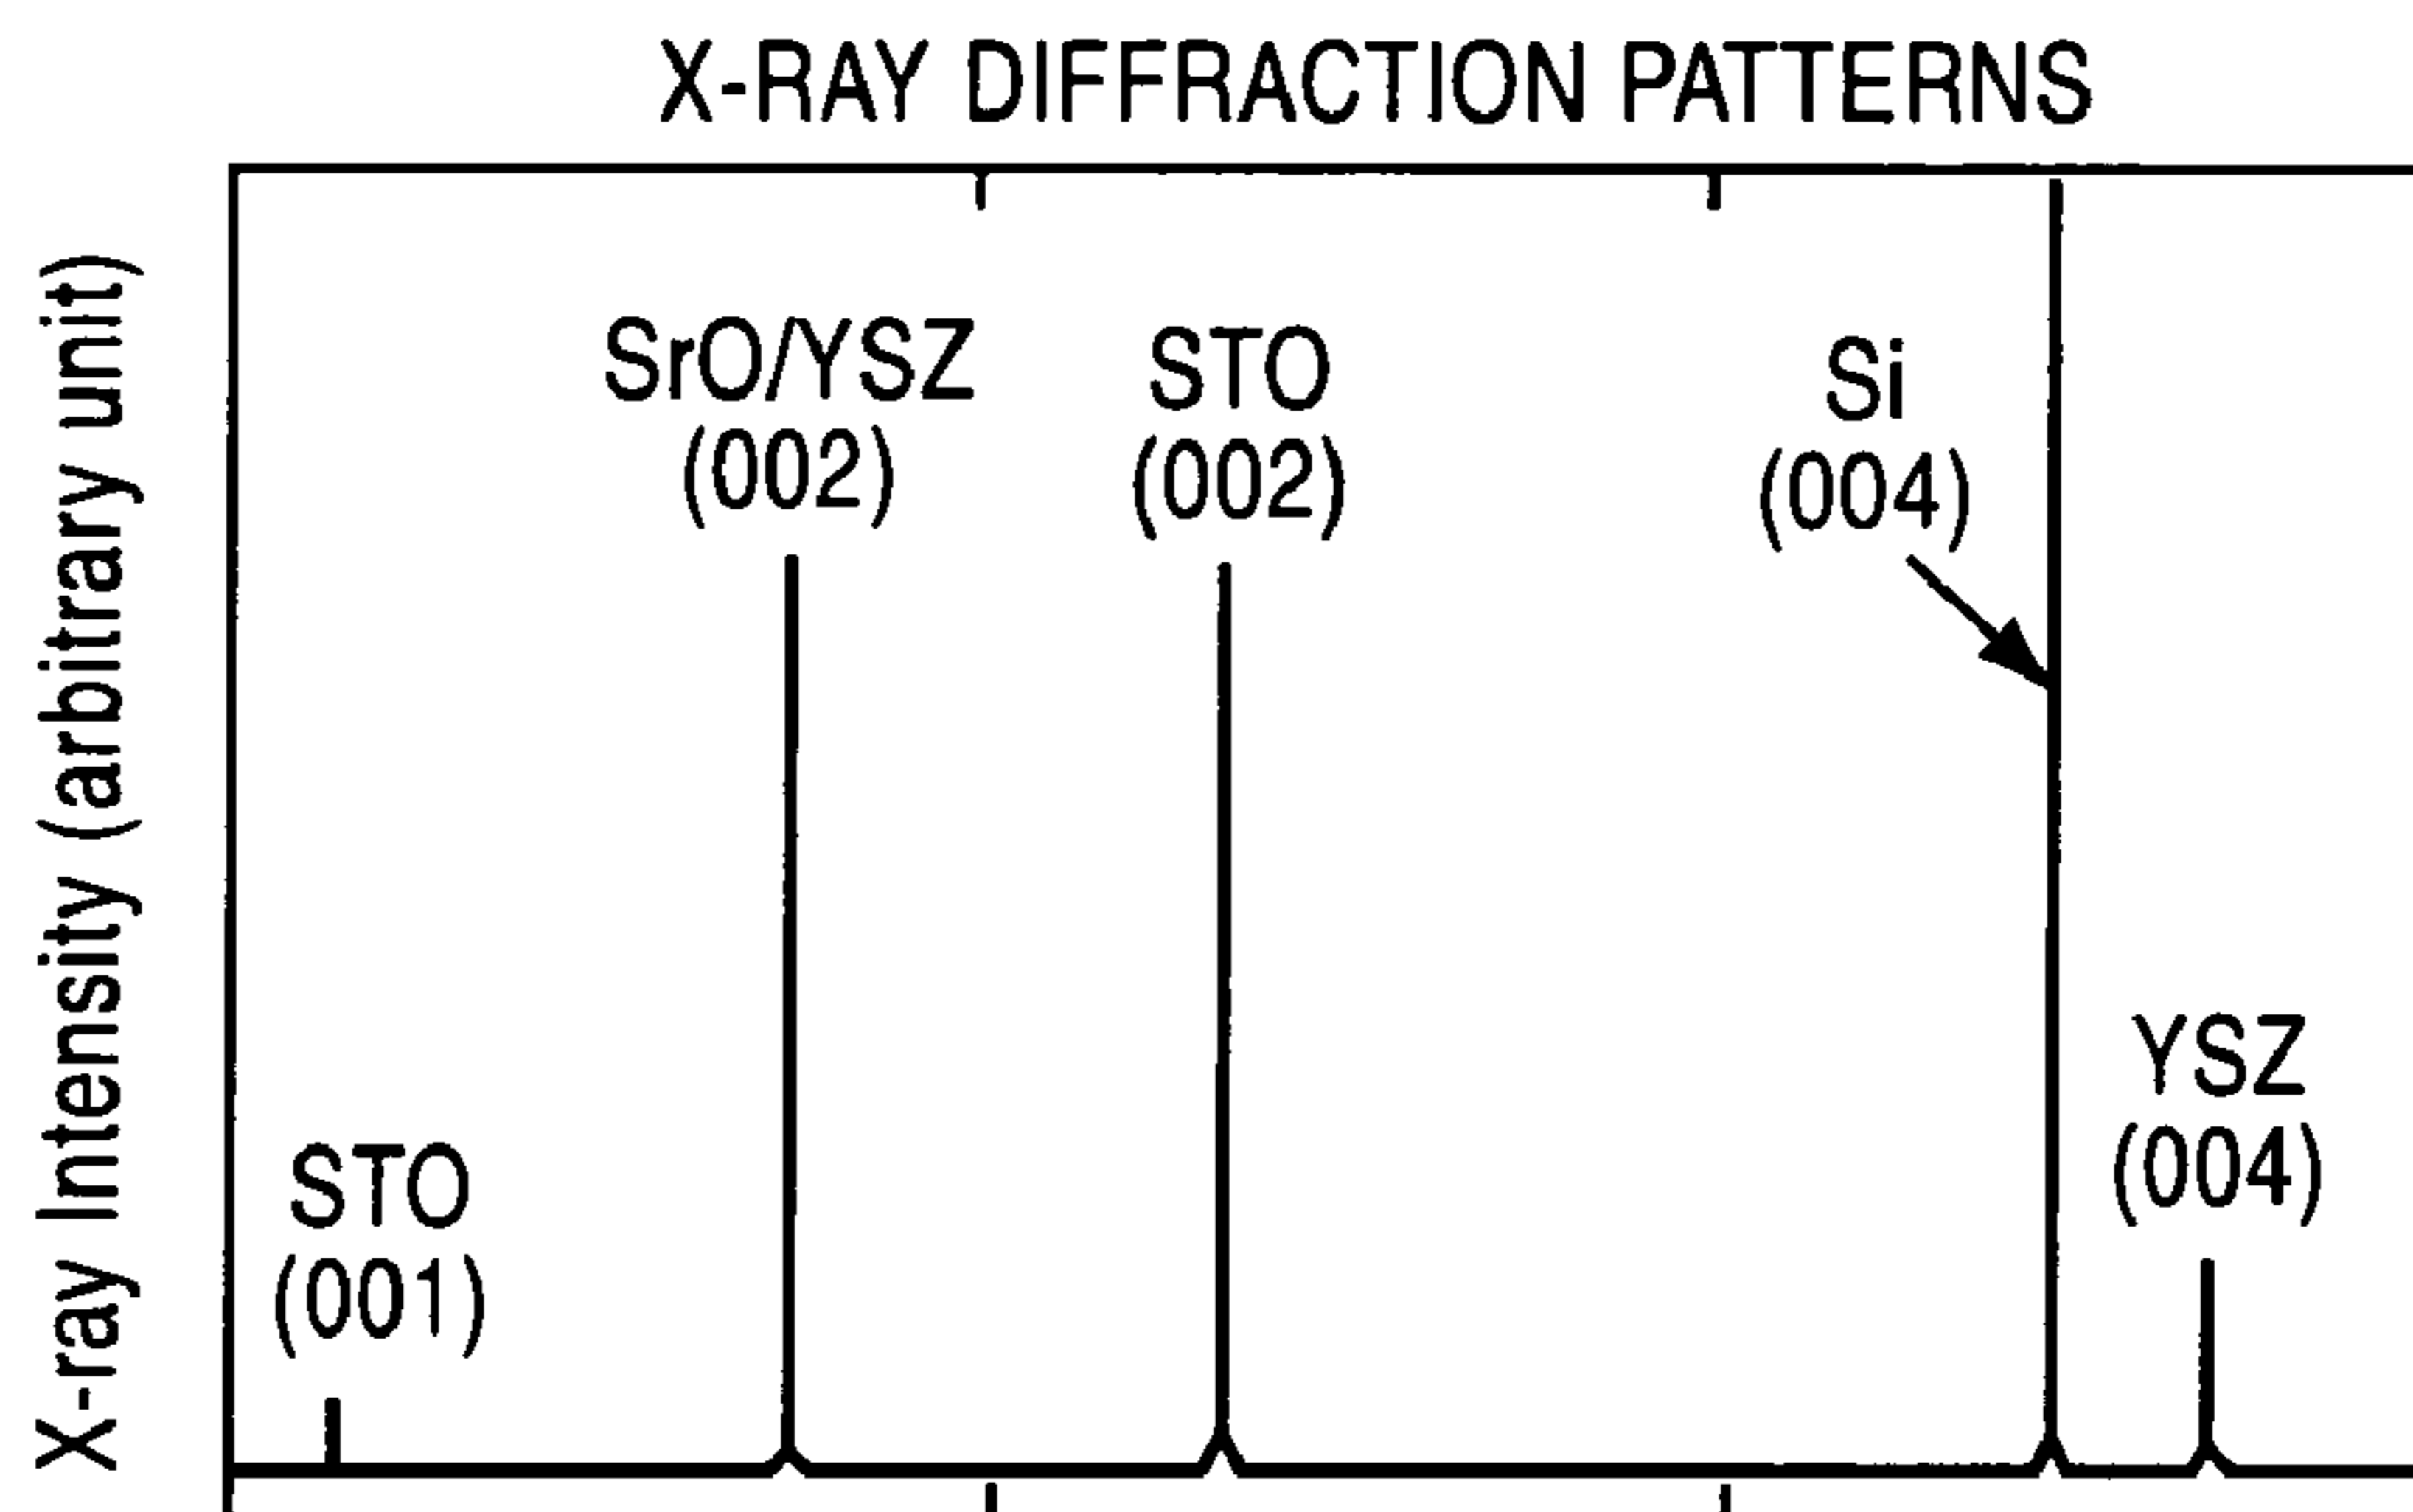 X-RAY DIFFRACTION PATTERNS
X-ray Intensity (arbitrary unit)
SrO/YSZ
(002)
STO
(002)
Si
(004)
YSZ
(004)
STO
(001)